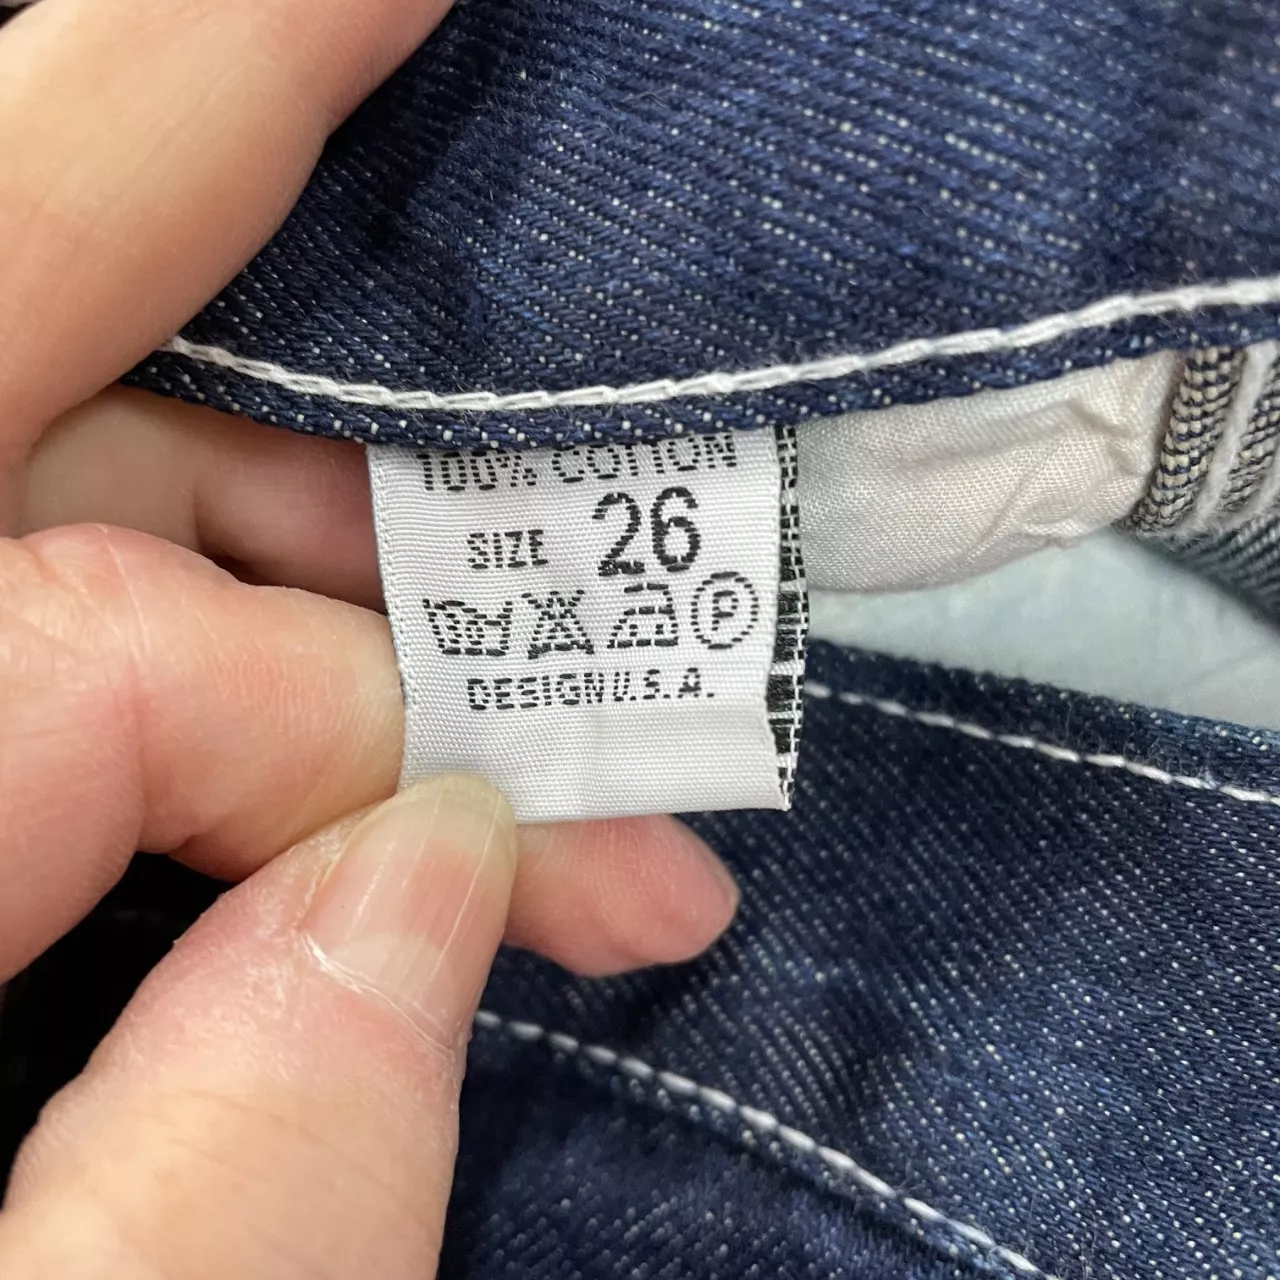 100% COTTON
SIZE 26
P
DESIGN U.S.A.